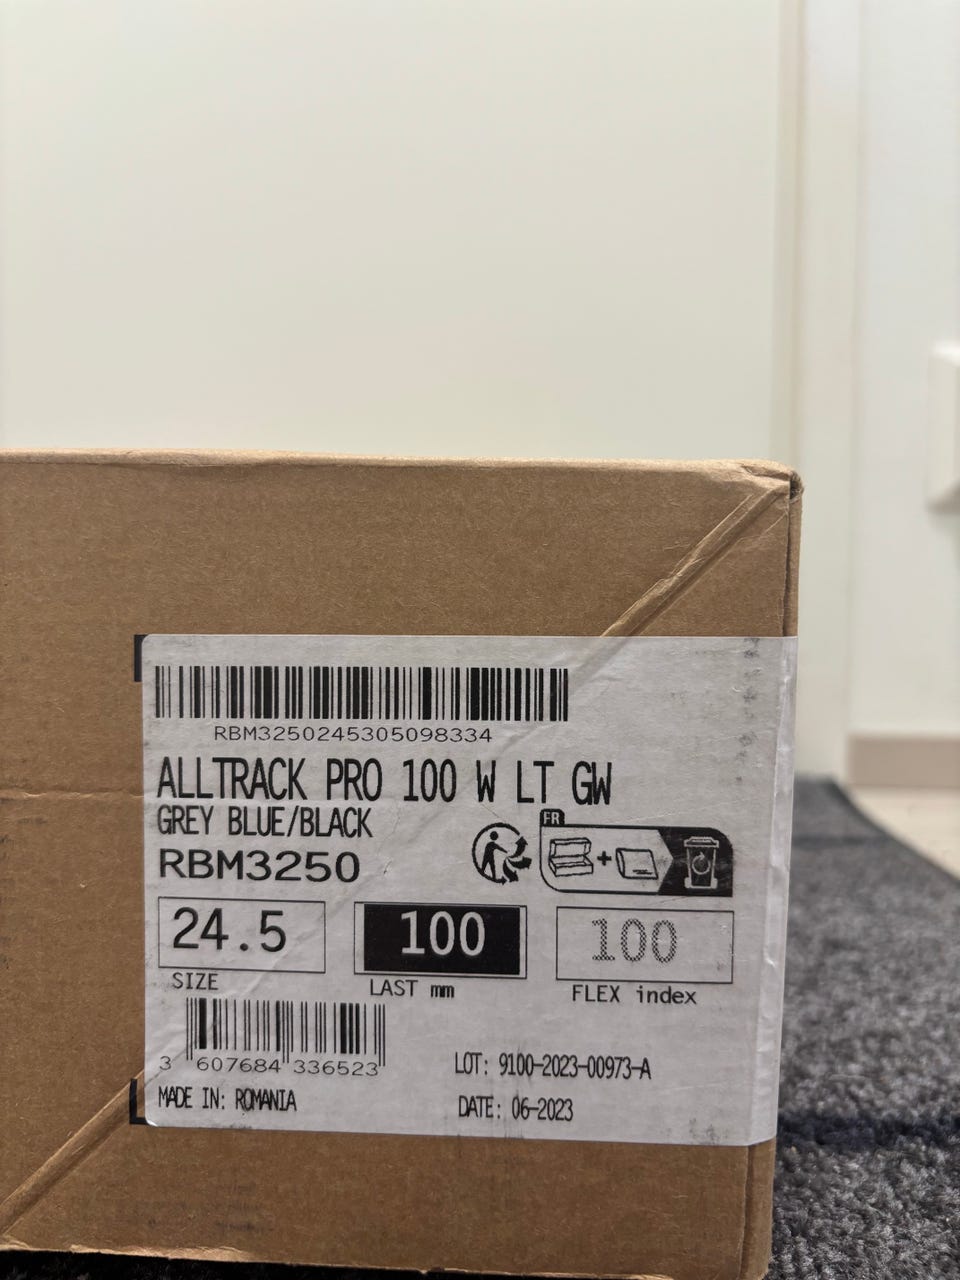 RBM3250245305098334
ALLTRACK PRO 100 W LT GW
GREY BLUE/BLACK
RBM3250
FR
24.5
SIZE
100
LAST mm
100
FLEX index
3 607684 336523
LOT: 9100-2023-00973-A
MADE IN: ROMANIA
DATE: 06-2023